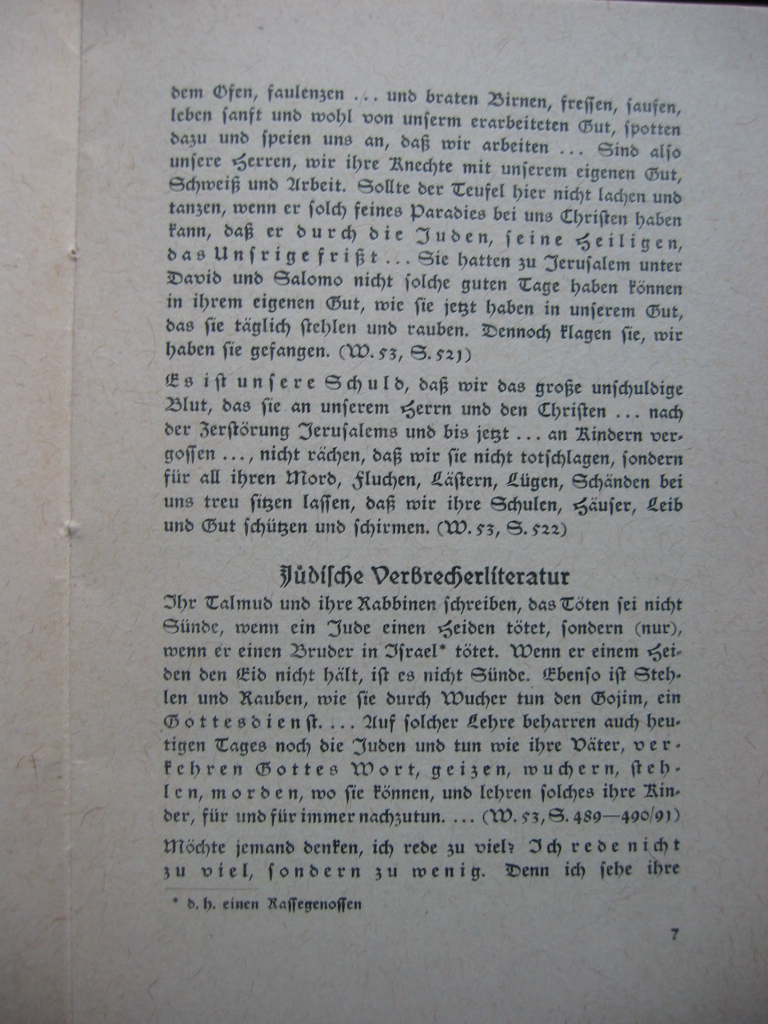 dem Ofen, faulenzen ... und braten Birnen, fressen, saufen,
leben sanft und wohl von unserm erarbeiteten Gut, spotten
dazu und speien uns an, daß wir arbeiten ... Sind also
unsere Herren, wir ihre Knechte mit unserem eigenen Gut,
Schweiß und Arbeit. Sollte der Teufel hier nicht lachen und
tanzen, wenn er solch feines Paradies bei uns Christen haben
kann, daß er durch die Juden, seine Heiligen,
das Unsrige frißt ... Sie hatten zu Jerusalem unter
David und Salomo nicht solche guten Tage haben können
in ihrem eigenen Gut, wie sie jetzt haben in unserem Gut,
das sie täglich stehlen und rauben. Dennoch klagen sie, wir
haben sie gefangen. (W. 53, S. 521)
Es ist unsere Schuld, daß wir das große unschuldige
Blut, das sie an unserem Herrn und den Christen ... nach
der Zerstörung Jerusalems und bis jetzt ... an Kindern ver-
gossen ..., nicht rächen, daß wir sie nicht totschlagen, sondern
für all ihren Mord, Fluchen, Lästern, Lügen, Schänden bei
uns treu sitzen lassen, daß wir ihre Schulen, Häuser, Leib
und Gut schützen und schirmen. (W. 53, S. 522)
Jüdische Verbrecherliteratur
Ihr Talmud und ihre Rabbinen schreiben, das Töten sei nicht
Sünde, wenn ein Jude einen Heiden tötet, sondern (nur),
wenn er einen Bruder in Israel* tötet. Wenn er einem Hei-
den den Eid nicht hält, ist es nicht Sünde. Ebenso ist Steh-
len und Rauben, wie sie durch Wucher tun den Gojim, ein
Gottesdienst. ... Auf solcher Lehre beharren auch heu-
tigen Tages noch die Juden und tun wie ihre Väter, ver-
kehren Gottes Wort, geizen, wuchern, steh-
len, morden, wo sie können, und lehren solches ihre Kin-
der, für und für immer nachzutun. ... (W. 53, S. 489—490/91)
Möchte jemand denken, ich rede zu viel? Ich rede nicht
zu viel, sondern zu wenig. Denn ich sehe ihre
* d. h. einen Rassegenossen
7